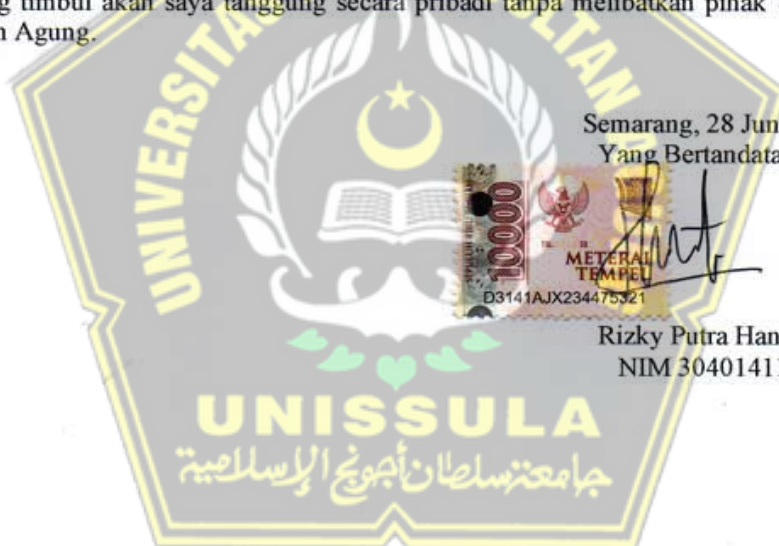 g timbul akan saya tanggung secara pribadi tanpa melibatkan pihak
n Agung.
Semarang, 28 Jun
Yang Bertandata
10000
METERAI
TEMPEL
D3141AJX234475321
Rizky Putra Han
NIM 30401411
UNIVERSITAS SULTAN
UNISSULA
جامعة سلطان أجونج الإسلامية